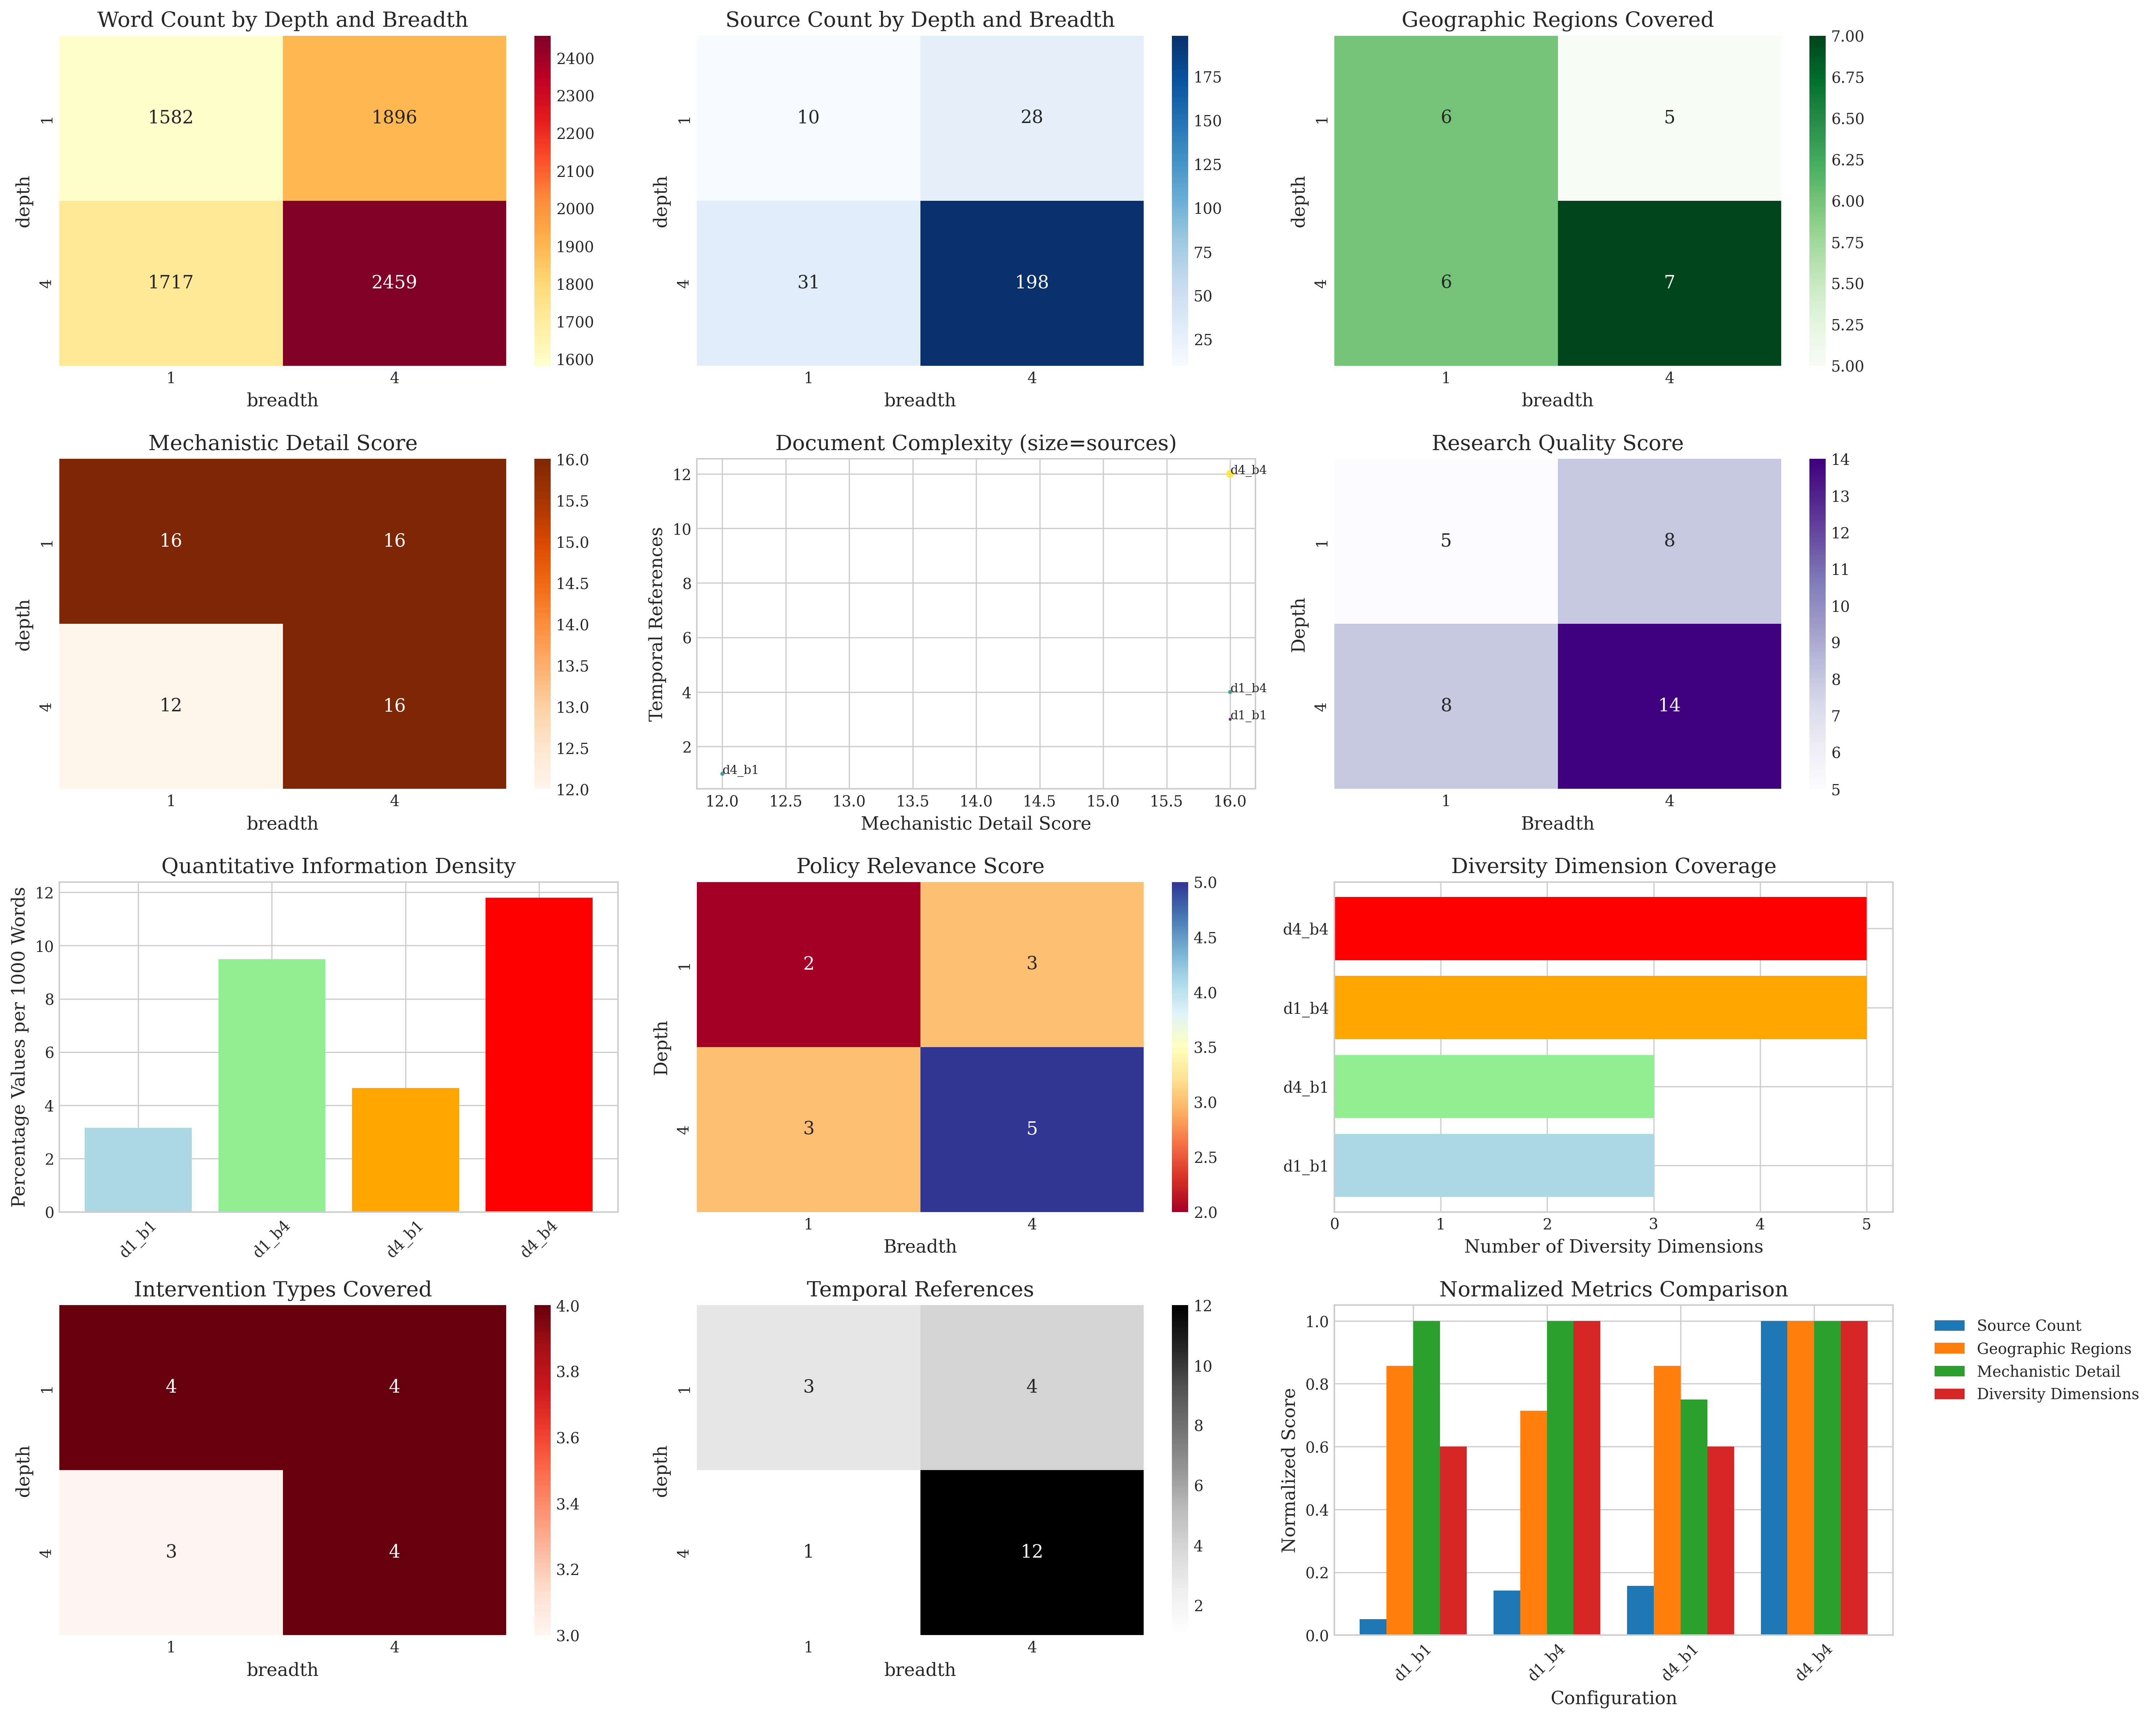 Word Count by Depth and Breadth
1582 1896
1717 2459
1
4
depth
1 4
breadth
2400
2300
2200
2100
2000
1900
1800
1700
1600
Source Count by Depth and Breadth
10 28
31 198
1
4
depth
1 4
breadth
175
150
125
100
75
50
25
Geographic Regions Covered
6 5
6 7
1
4
depth
1 4
breadth
7.00
6.75
6.50
6.25
6.00
5.75
5.50
5.25
5.00
Mechanistic Detail Score
16 16
12 16
1
4
depth
1 4
breadth
16.0
15.5
15.0
14.5
14.0
13.5
13.0
12.5
12.0
Document Complexity (size=sources)
Temporal References
12
10
8
6
4
2
d4_b4
d1_b4
d1_b1
d4_b1
12.0 12.5 13.0 13.5 14.0 14.5 15.0 15.5 16.0
Mechanistic Detail Score
Research Quality Score
5 8
8 14
1
4
Depth
1 4
Breadth
14
13
12
11
10
9
8
7
6
5
Quantitative Information Density
Percentage Values per 1000 Words
12
10
8
6
4
2
0
d1_b1 d1_b4 d4_b1 d4_b4
Policy Relevance Score
2 3
3 5
1
4
Depth
1 4
Breadth
5.0
4.5
4.0
3.5
3.0
2.5
2.0
Diversity Dimension Coverage
d4_b4
d1_b4
d4_b1
d1_b1
0 1 2 3 4 5
Number of Diversity Dimensions
Intervention Types Covered
4 4
3 4
1
4
depth
1 4
breadth
4.0
3.8
3.6
3.4
3.2
3.0
Temporal References
3 4
1 12
1
4
depth
1 4
breadth
12
10
8
6
4
2
Normalized Metrics Comparison
Normalized Score
1.0
0.8
0.6
0.4
0.2
0.0
d1_b1 d1_b4 d4_b1 d4_b4
Configuration
Source Count
Geographic Regions
Mechanistic Detail
Diversity Dimensions